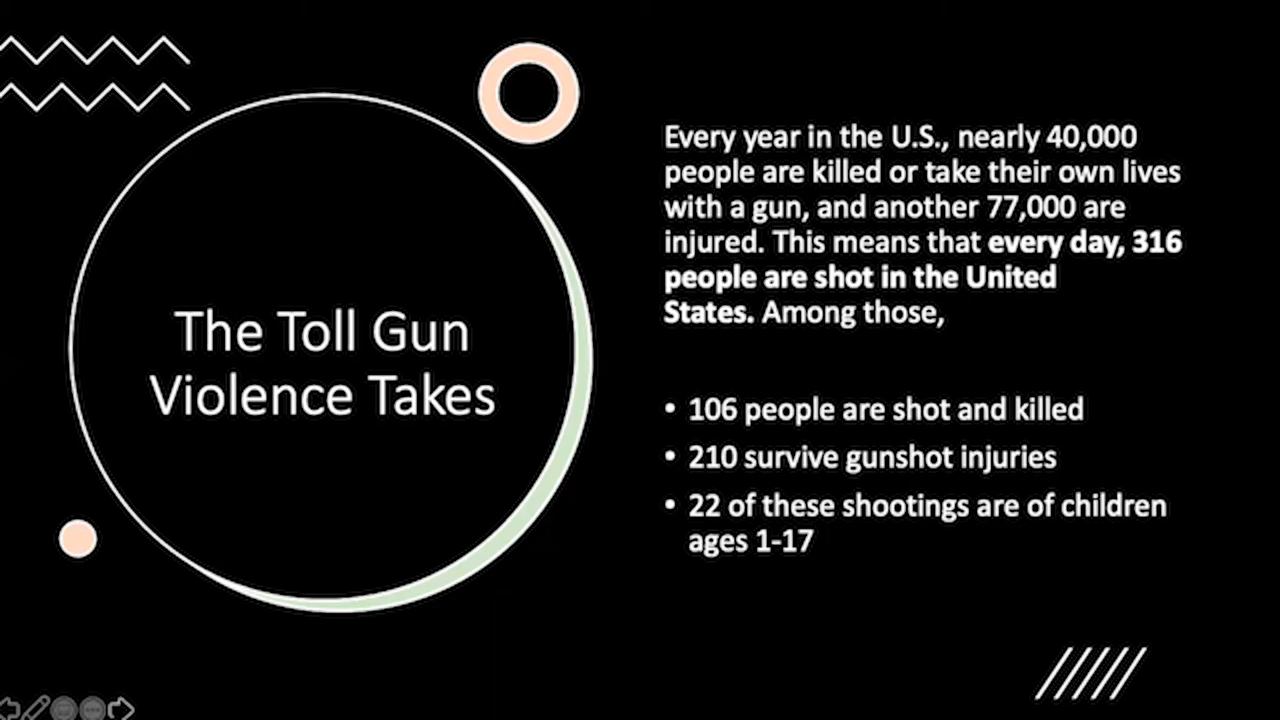 The Toll Gun
Violence Takes
Every year in the U.S., nearly 40,000
people are killed or take their own lives
with a gun, and another 77,000 are
injured. This means that every day, 316
people are shot in the United
States. Among those,
• 106 people are shot and killed
• 210 survive gunshot injuries
• 22 of these shootings are of children
ages 1-17